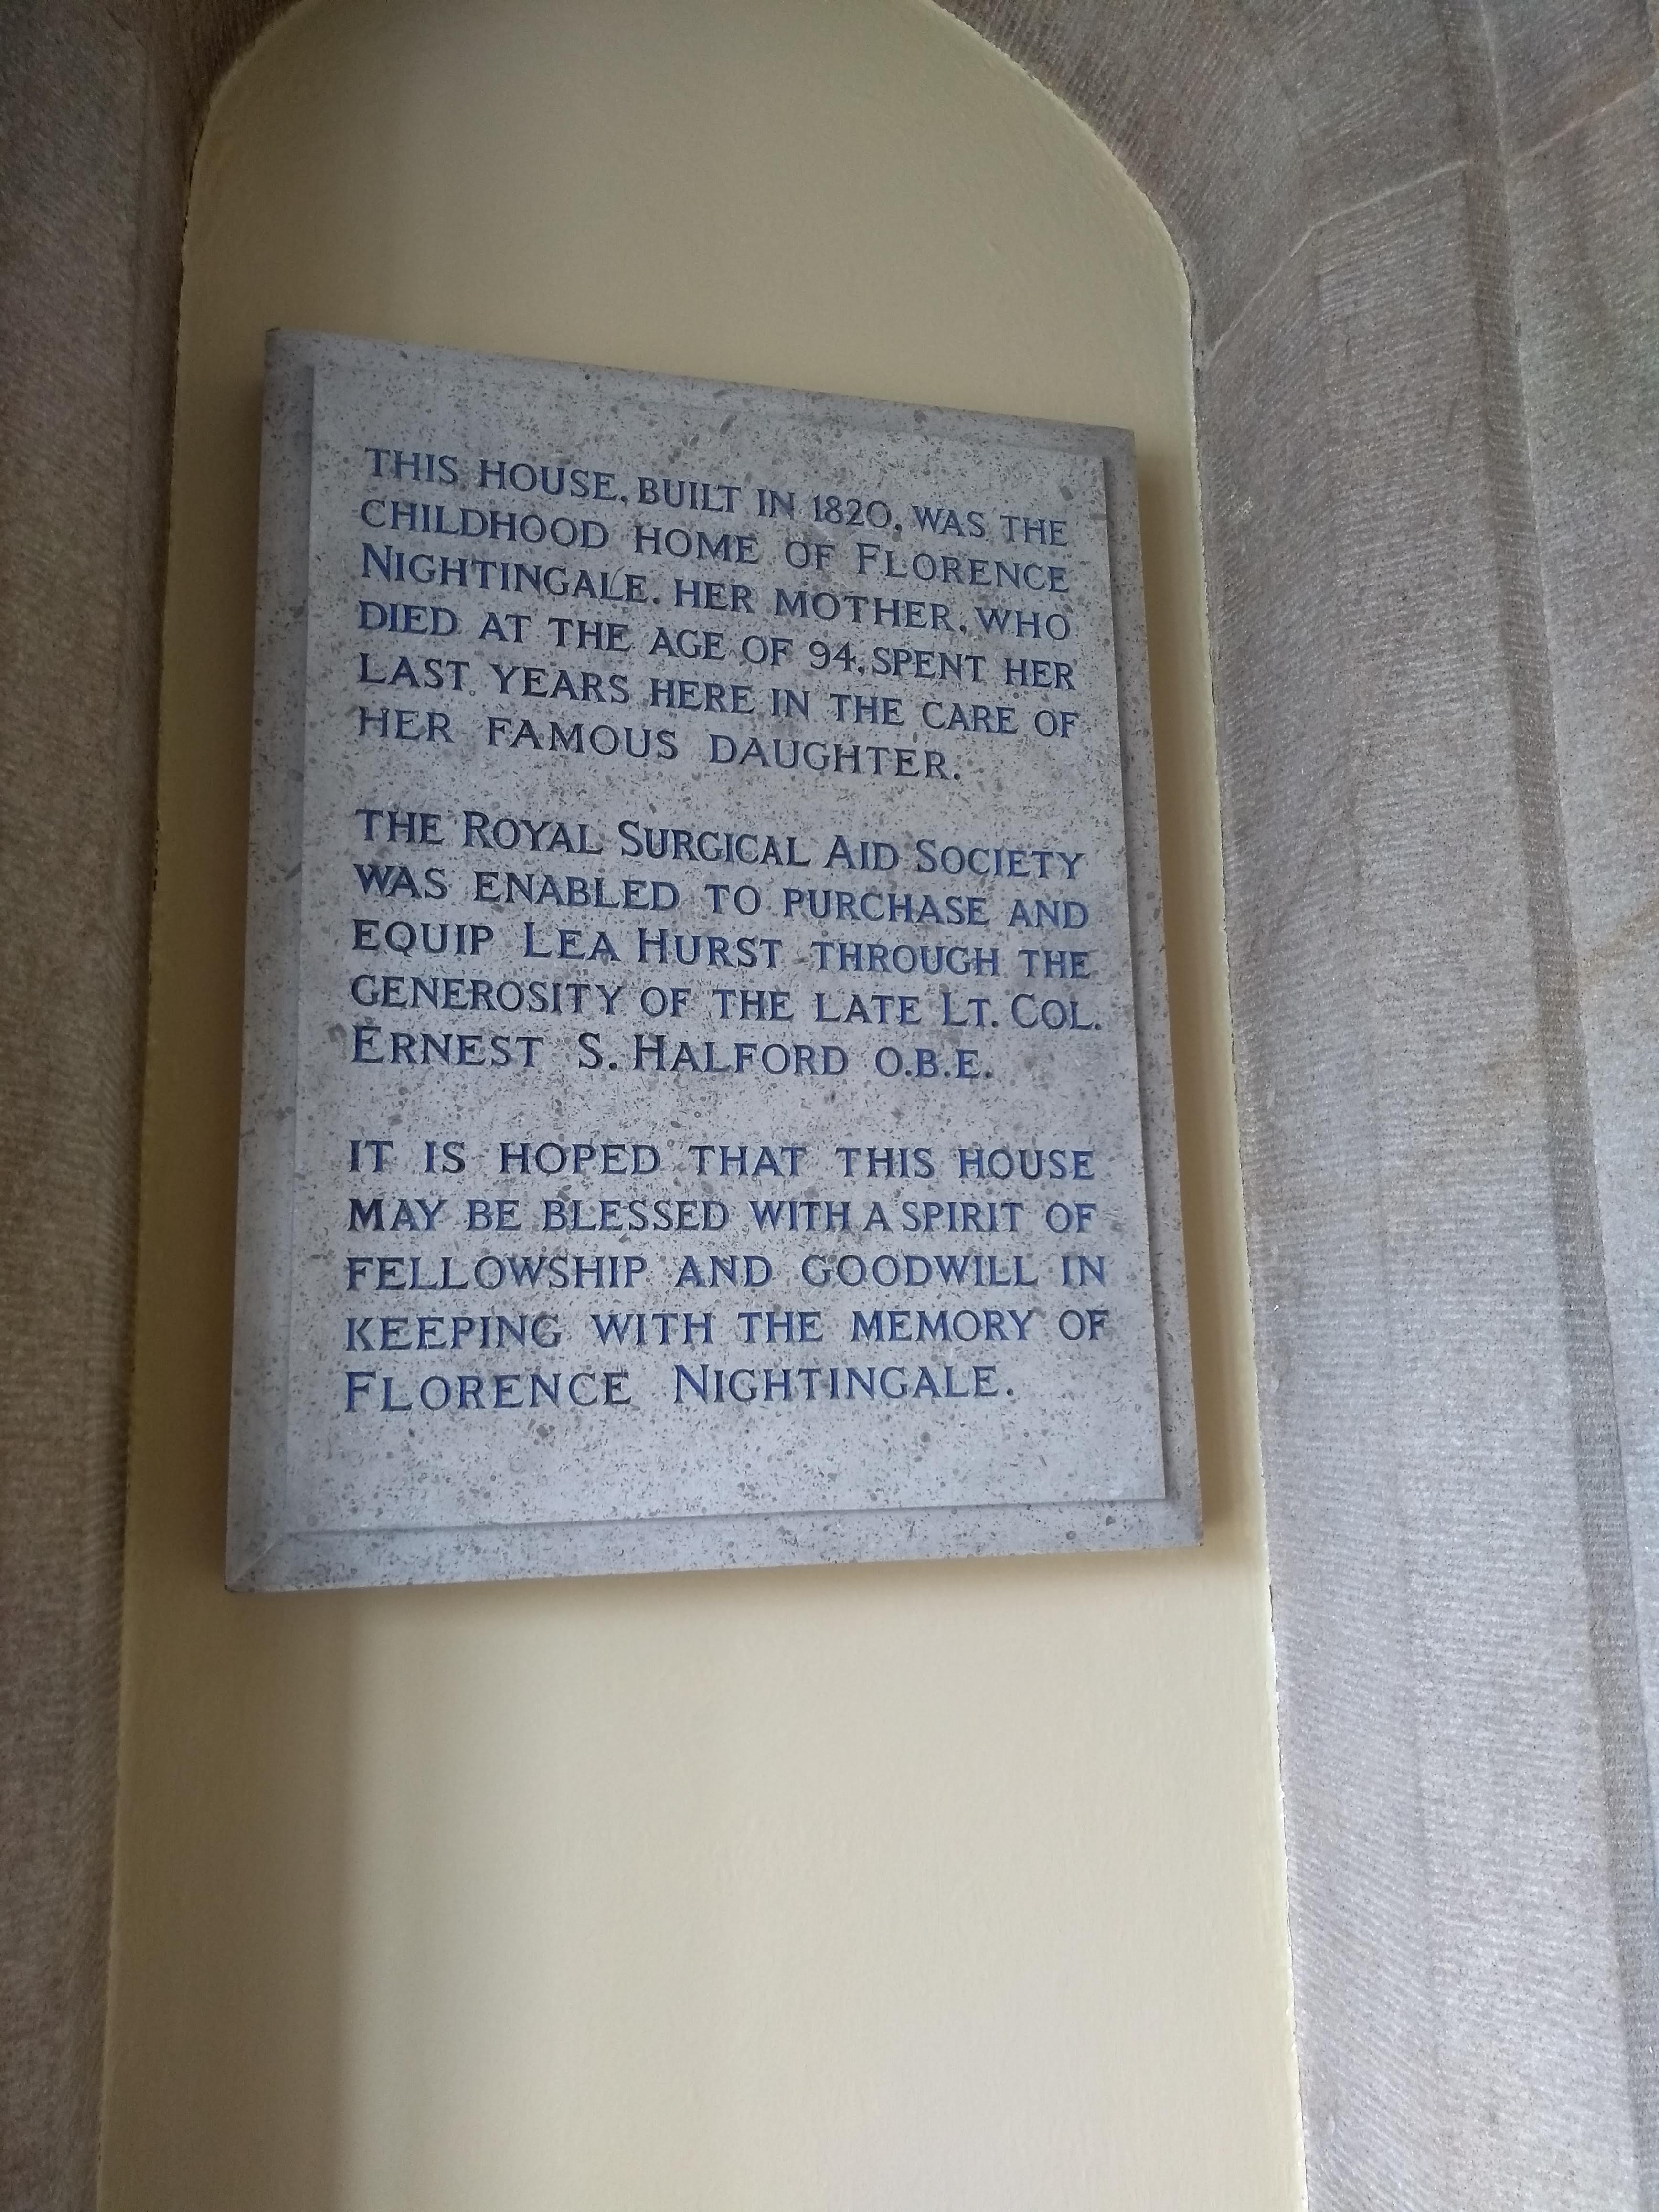 THIS HOUSE, BUILT IN 1820, WAS THE
CHILDHOOD HOME OF FLORENCE
NIGHTINGALE. HER MOTHER, WHO
DIED AT THE AGE OF 94, SPENT HER
LAST YEARS HERE IN THE CARE OF
HER FAMOUS DAUGHTER.
THE ROYAL SURGICAL AID SOCIETY
WAS ENABLED TO PURCHASE AND
EQUIP LEA HURST THROUGH THE
GENEROSITY OF THE LATE LT. COL.
ERNEST S. HALFORD O.B.E.
IT IS HOPED THAT THIS HOUSE
MAY BE BLESSED WITH A SPIRIT OF
FELLOWSHIP AND GOODWILL IN
KEEPING WITH THE MEMORY OF
FLORENCE NIGHTINGALE.